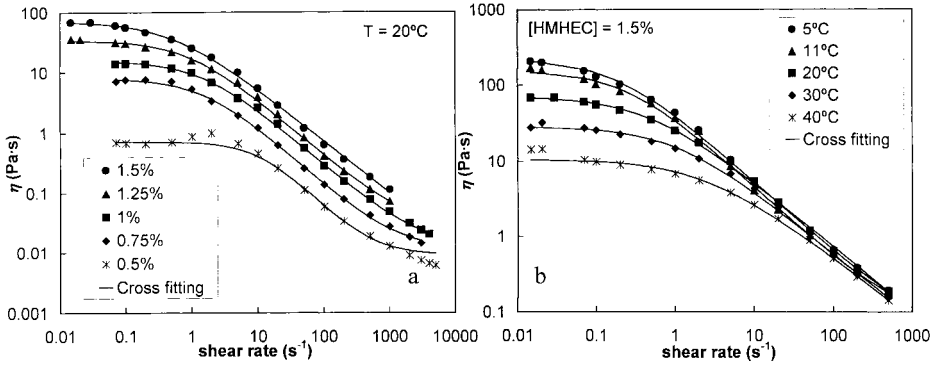 100
10
1
0.1
0.01
0.001
η (Pa·s)
T = 20ºC
1.5%
1.25%
1%
0.75%
0.5%
Cross fitting
a
0.01 0.1 1 10 100 1000 10000
shear rate (s⁻¹)
1000
100
10
1
0.1
η (Pa·s)
[HMHEC] = 1.5%
5ºC
11ºC
20ºC
30ºC
40ºC
Cross fitting
b
0.01 0.1 1 10 100 1000
shear rate (s⁻¹)